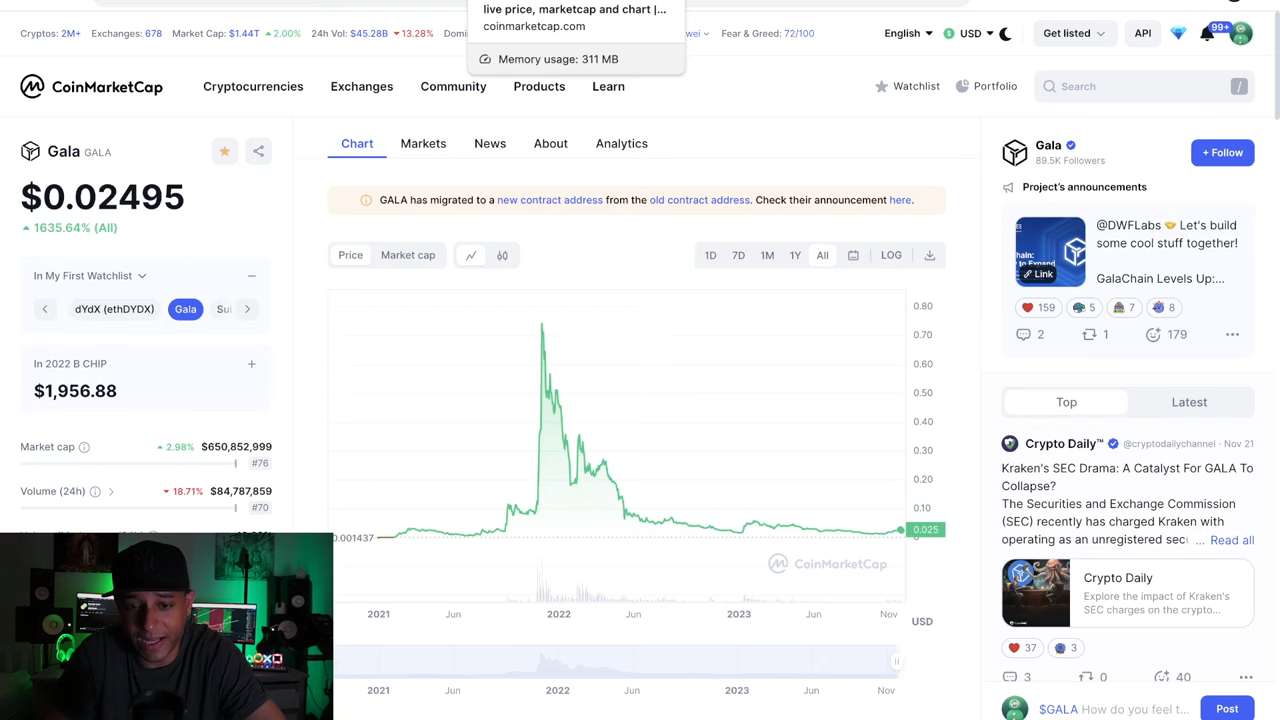 live price, marketcap and chart |...
coinmarketcap.com
Memory usage: 311 MB
Cryptos: 2M+ Exchanges: 678 Market Cap: $1.44T 2.00% 24h Vol: $45.28B 13.28% Fear & Greed: 72/100
English USD Get listed API 99+
CoinMarketCap
Cryptocurrencies Exchanges Community Products Learn
Watchlist Portfolio Search /
Gala GALA
$0.02495
1635.64% (All)
In My First Watchlist
dYdX (ethDYDX) Gala Sui
In 2022 B CHIP +
$1,956.88
Market cap 2.98% $650,852,999
#76
Volume (24h) 18.71% $84,787,859
#70
Chart Markets News About Analytics
GALA has migrated to a new contract address from the old contract address. Check their announcement here.
Price Market cap
1D 7D 1M 1Y All LOG
0.80
0.70
0.60
0.50
0.40
0.30
0.20
0.10
0.025
0
0.001437
CoinMarketCap
2021 Jun 2022 Jun 2023 Jun Nov
USD
2021 Jun 2022 Jun 2023 Jun Nov
Gala
89.5K Followers
+ Follow
Project's announcements
@DWFLabs 🤝 Let's build
some cool stuff together!
GalaChain Levels Up:...
Link
159 5 7 8
2 1 179
Top Latest
Crypto Daily™ @cryptodailychannel · Nov 21
Kraken's SEC Drama: A Catalyst For GALA To
Collapse?
The Securities and Exchange Commission
(SEC) recently has charged Kraken with
operating as an unregistered secu ... Read all
Crypto Daily
Explore the impact of Kraken's
SEC charges on the crypto...
37 3
3 0 40
$GALA How do you feel t...
Post